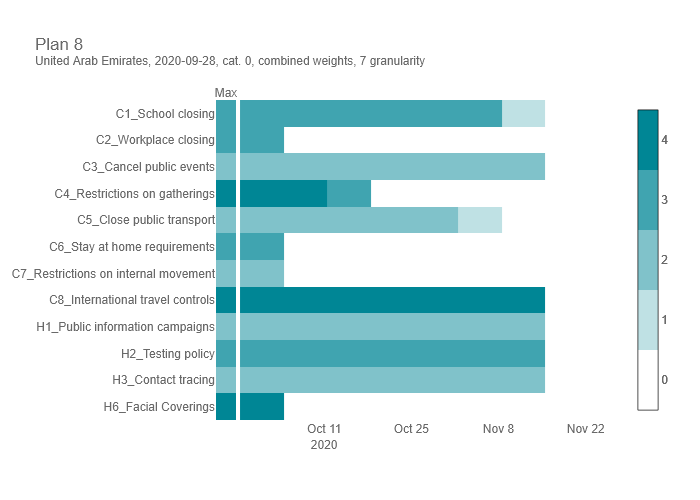 Plan 8
United Arab Emirates, 2020-09-28, cat. 0, combined weights, 7 granularity
Max
C1_School closing
C2_Workplace closing
C3_Cancel public events
C4_Restrictions on gatherings
C5_Close public transport
C6_Stay at home requirements
C7_Restrictions on internal movement
C8_International travel controls
H1_Public information campaigns
H2_Testing policy
H3_Contact tracing
H6_Facial Coverings
Oct 11
2020
Oct 25
Nov 8
Nov 22
4
3
2
1
0